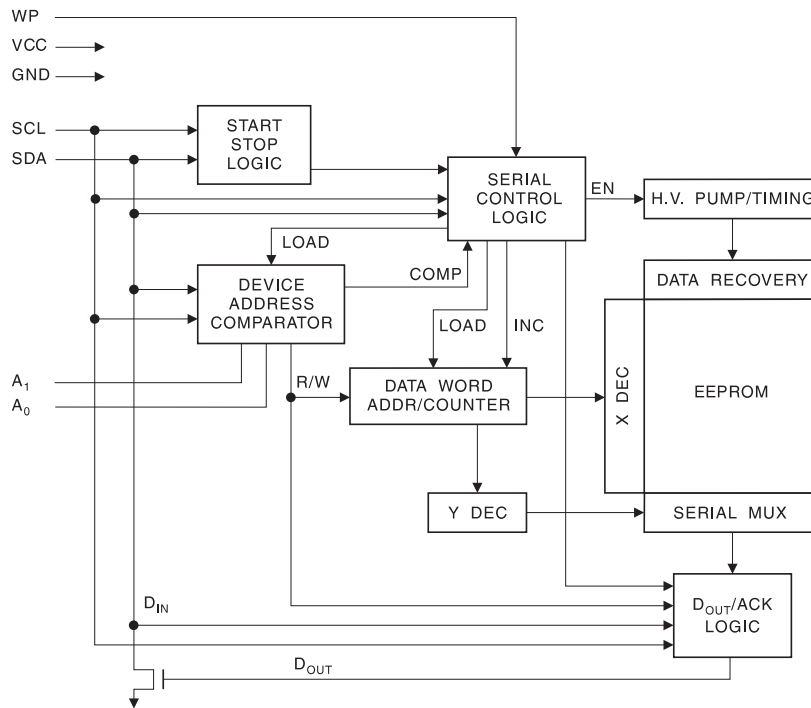 WP
VCC
GND
SCL
SDA
START
STOP
LOGIC
SERIAL
CONTROL
LOGIC
EN
H.V. PUMP/TIMING
LOAD
COMP
DEVICE
ADDRESS
COMPARATOR
DATA RECOVERY
LOAD
INC
A1
A0
R/W
DATA WORD
ADDR/COUNTER
X DEC
EEPROM
Y DEC
SERIAL MUX
DIN
DOUT/ACK
LOGIC
DOUT